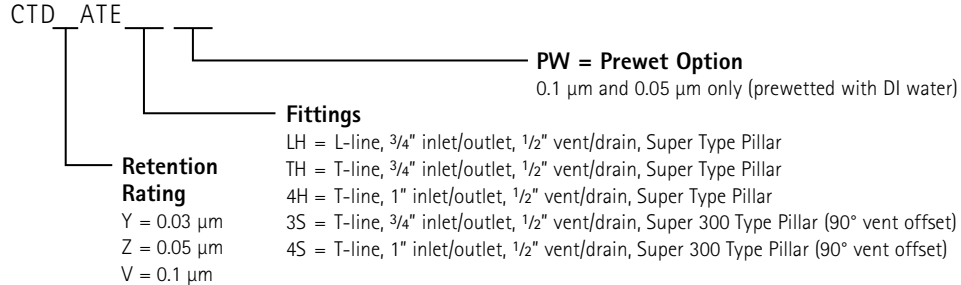 CTD_ATE__ __
PW = Prewet Option
0.1 µm and 0.05 µm only (prewetted with DI water)
Fittings
LH = L-line, 3/4" inlet/outlet, 1/2" vent/drain, Super Type Pillar
TH = T-line, 3/4" inlet/outlet, 1/2" vent/drain, Super Type Pillar
4H = T-line, 1" inlet/outlet, 1/2" vent/drain, Super Type Pillar
3S = T-line, 3/4" inlet/outlet, 1/2" vent/drain, Super 300 Type Pillar (90° vent offset)
4S = T-line, 1" inlet/outlet, 1/2" vent/drain, Super 300 Type Pillar (90° vent offset)
Retention
Rating
Y = 0.03 µm
Z = 0.05 µm
V = 0.1 µm